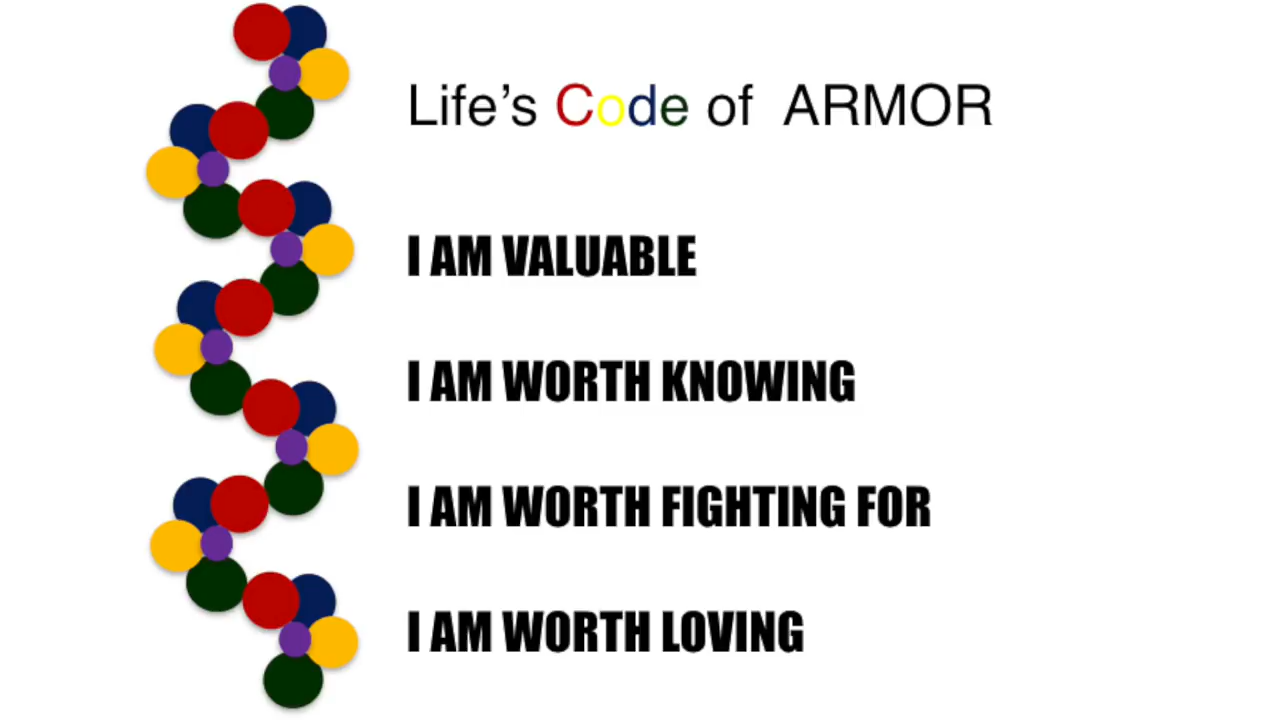 Life’s Code of ARMOR
I AM VALUABLE
I AM WORTH KNOWING
I AM WORTH FIGHTING FOR
I AM WORTH LOVING